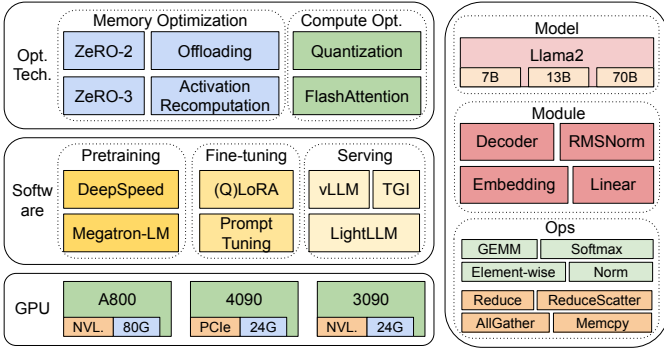 Memory Optimization
Compute Opt.
Opt.
Tech.
ZeRO-2
Offloading
Quantization
ZeRO-3
Activation
Recomputation
FlashAttention
Pretraining
Fine-tuning
Serving
Softw
are
DeepSpeed
(Q)LoRA
vLLM
TGI
Megatron-LM
Prompt
Tuning
LightLLM
GPU
A800
NVL.
80G
4090
PCIe
24G
3090
NVL.
24G
Model
Llama2
7B
13B
70B
Module
Decoder
RMSNorm
Embedding
Linear
Ops
GEMM
Softmax
Element-wise
Norm
Reduce
ReduceScatter
AllGather
Memcpy